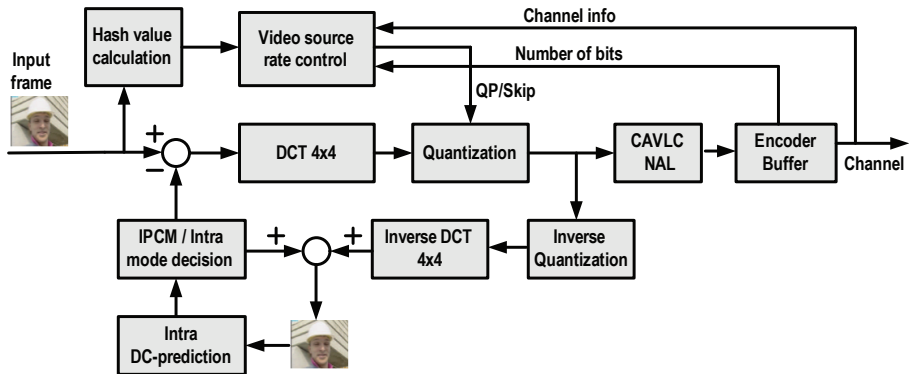 Channel info
Hash value
calculation
Video source
rate control
Number of bits
Input
frame
QP/Skip
+
−
DCT 4x4
Quantization
CAVLC
NAL
Encoder
Buffer
Channel
IPCM / Intra
mode decision
+
+
Inverse DCT
4x4
Inverse
Quantization
Intra
DC-prediction